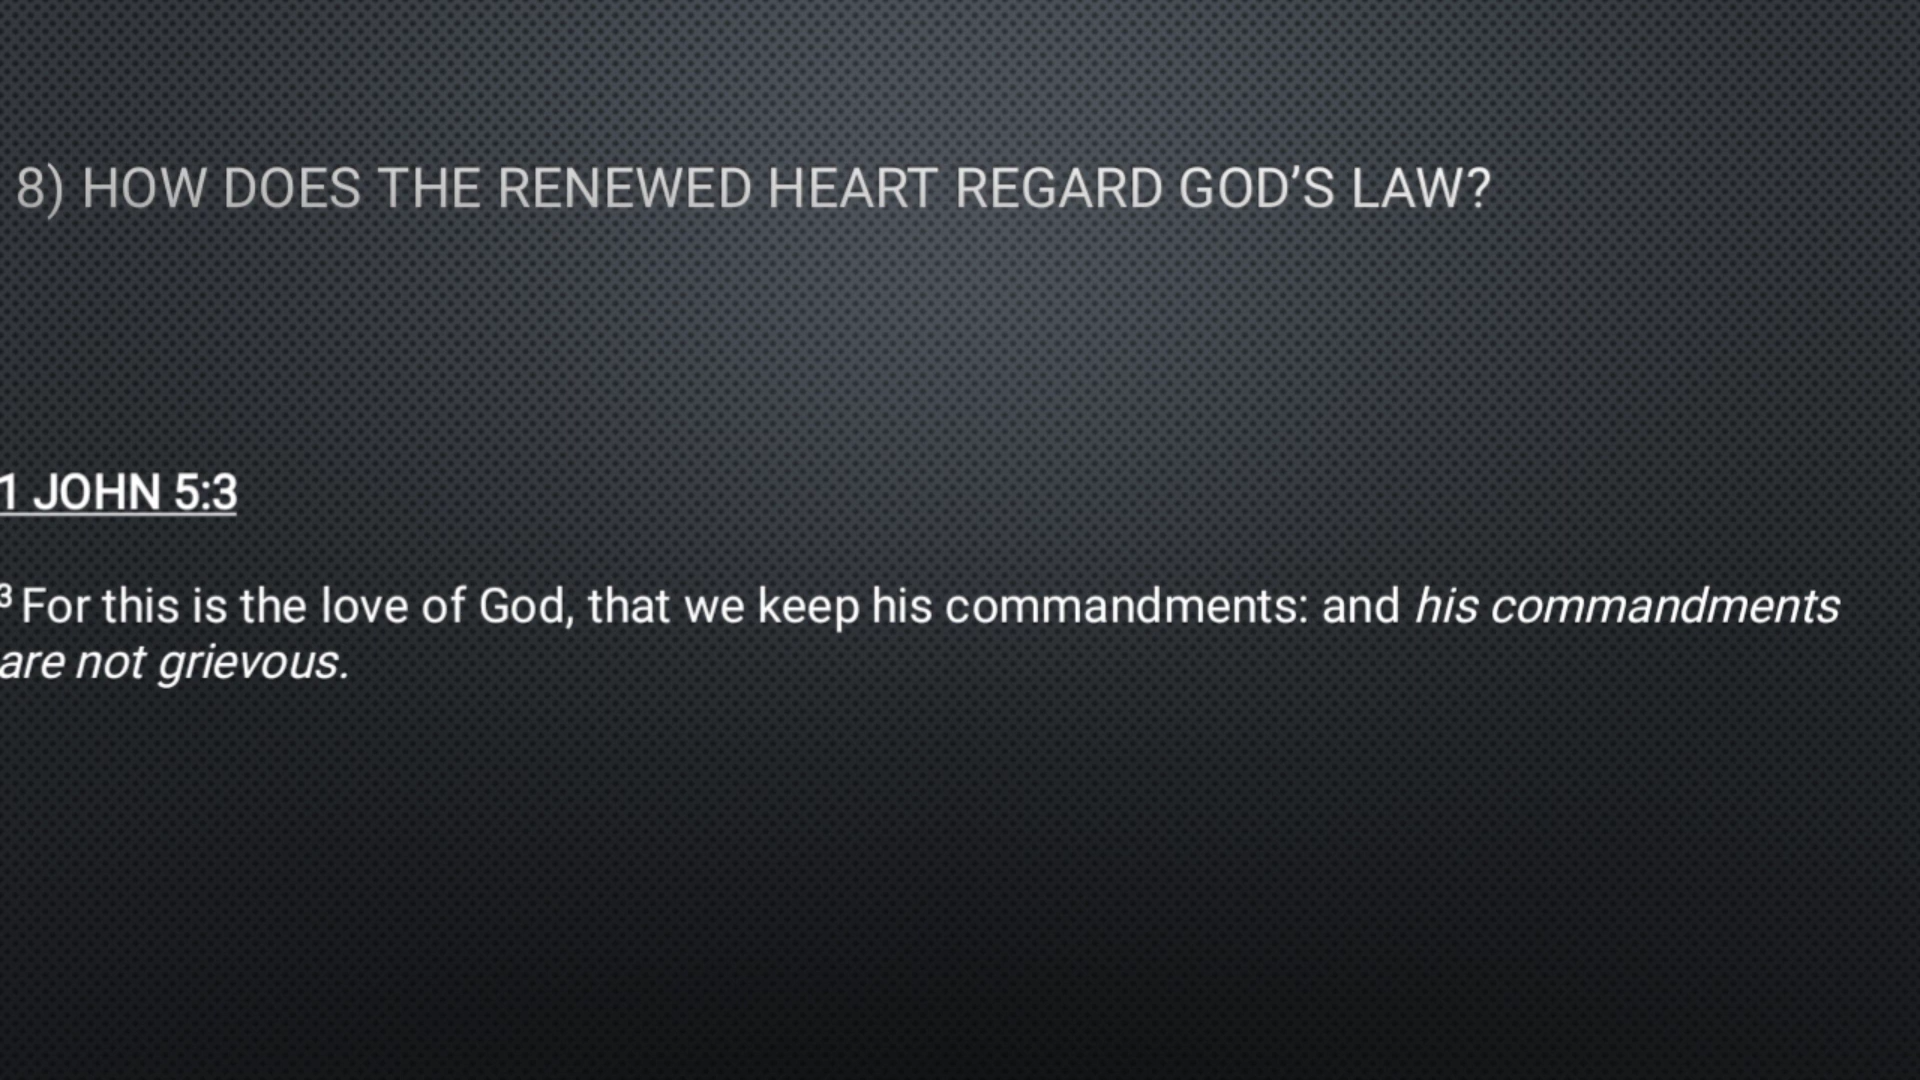 8) HOW DOES THE RENEWED HEART REGARD GOD’S LAW?
1 JOHN 5:3
3 For this is the love of God, that we keep his commandments: and his commandments
are not grievous.